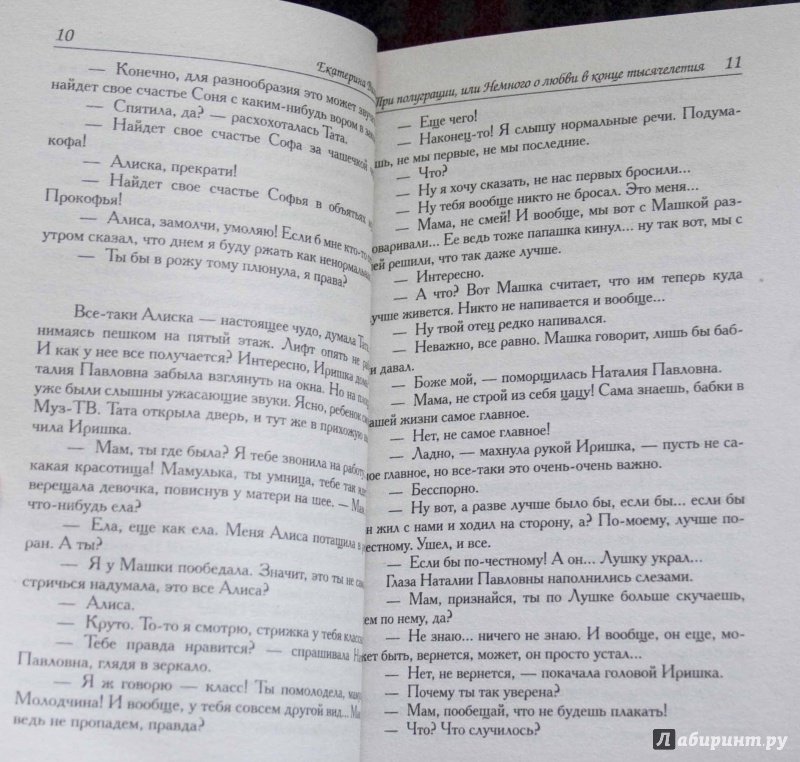 10
Екатерина
— Конечно, для разнообразия это может
найдет свое счастье Соня с каким-нибудь вором в
— Спятила, да? — расхохоталась Тата.
— Найдет свое счастье Софа за чашечкой
кофа!
— Алиска, прекрати!
— Найдет свое счастье Софья в объятьях
Прокофья!
— Алиса, замолчи, умоляю! Если б мне кто-то
утром сказал, что днем я буду ржать как
— Ты бы в рожу тому плюнула, я права?
Все-таки Алиска — настоящее чудо, думала Тата,
нимаясь пешком на пятый этаж. Лифт опять не
И как у нее все получается? Интересно, Иришка
талия Павловна забыла взглянуть на окна. Но на
уже были слышны ужасающие звуки. Ясно, ребенок
Муз-ТВ. Тата открыла дверь, и тут же в прихожую
чила Иришка.
— Мам, ты где была? Я тебе звонила на работу
какая красотища! Мамулька, ты умница, тебе так
верещала девочка, повиснув у матери на шее. —
что-нибудь ела?
— Ела, еще как ела. Меня Алиса потащила в
ран. А ты?
— Я у Машки пообедала. Значит, это ты не
стричься надумала, это все Алиса?
— Алиса.
— Круто. То-то я смотрю, стрижка у тебя
— Тебе правда нравится? — спрашивала
Павловна, глядя в зеркало.
— Я ж говорю — класс! Ты помолодела,
Молодчина! И вообще, у тебя совсем другой вид...
ведь не пропадем, правда?
При полуграции, или Немного о любви в конце тысячелетия 11
— Еще чего!
— Наконец-то! Я слышу нормальные речи. Подума-
ешь, не мы первые, не мы последние.
— Что?
— Ну я хочу сказать, не нас первых бросили...
— Ну тебя вообще никто не бросал. Это меня...
— Мама, не смей! И вообще, мы вот с Машкой раз-
оваривали... Ее ведь тоже папашка кинул... ну так вот, мы с
ей решили, что так даже лучше.
— Интересно.
— А что? Вот Машка считает, что им теперь куда
учше живется. Никто не напивается и вообще...
— Ну твой отец редко напивался.
— Неважно, все равно. Машка говорит, лишь бы баб-
и давал.
— Боже мой, — поморщилась Наталия Павловна.
— Мама, не строй из себя цацу! Сама знаешь, бабки в
ашей жизни самое главное.
— Нет, не самое главное!
— Ладно, — махнула рукой Иришка, — пусть не са-
ое главное, но все-таки это очень-очень важно.
— Бесспорно.
— Ну вот, а разве лучше было бы, если... если бы
н жил с нами и ходил на сторону, а? По-моему, лучше по-
естному. Ушел, и все.
— Если бы по-честному! А он... Лушку украл...
Глаза Наталии Павловны наполнились слезами.
— Мам, признайся, ты по Лушке больше скучаешь,
ем по нему, да?
— Не знаю... ничего не знаю. И вообще, он еще, мо-
жет быть, вернется, может, он просто устал...
— Нет, не вернется, — покачала головой Иришка.
— Почему ты так уверена?
— Мам, пообещай, что не будешь плакать!
— Что? Что случилось?
Лабиринт.ру